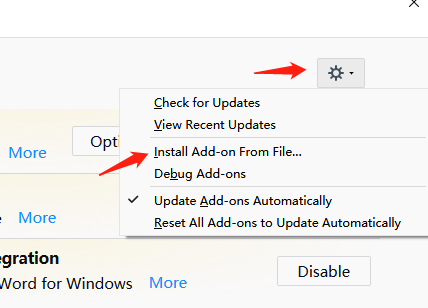 Check for Updates
View Recent Updates
Opti
More
Install Add-on From File...
Debug Add-ons
Update Add-ons Automatically
More
Reset All Add-ons to Update Automatically
egration
Word for Windows More
Disable